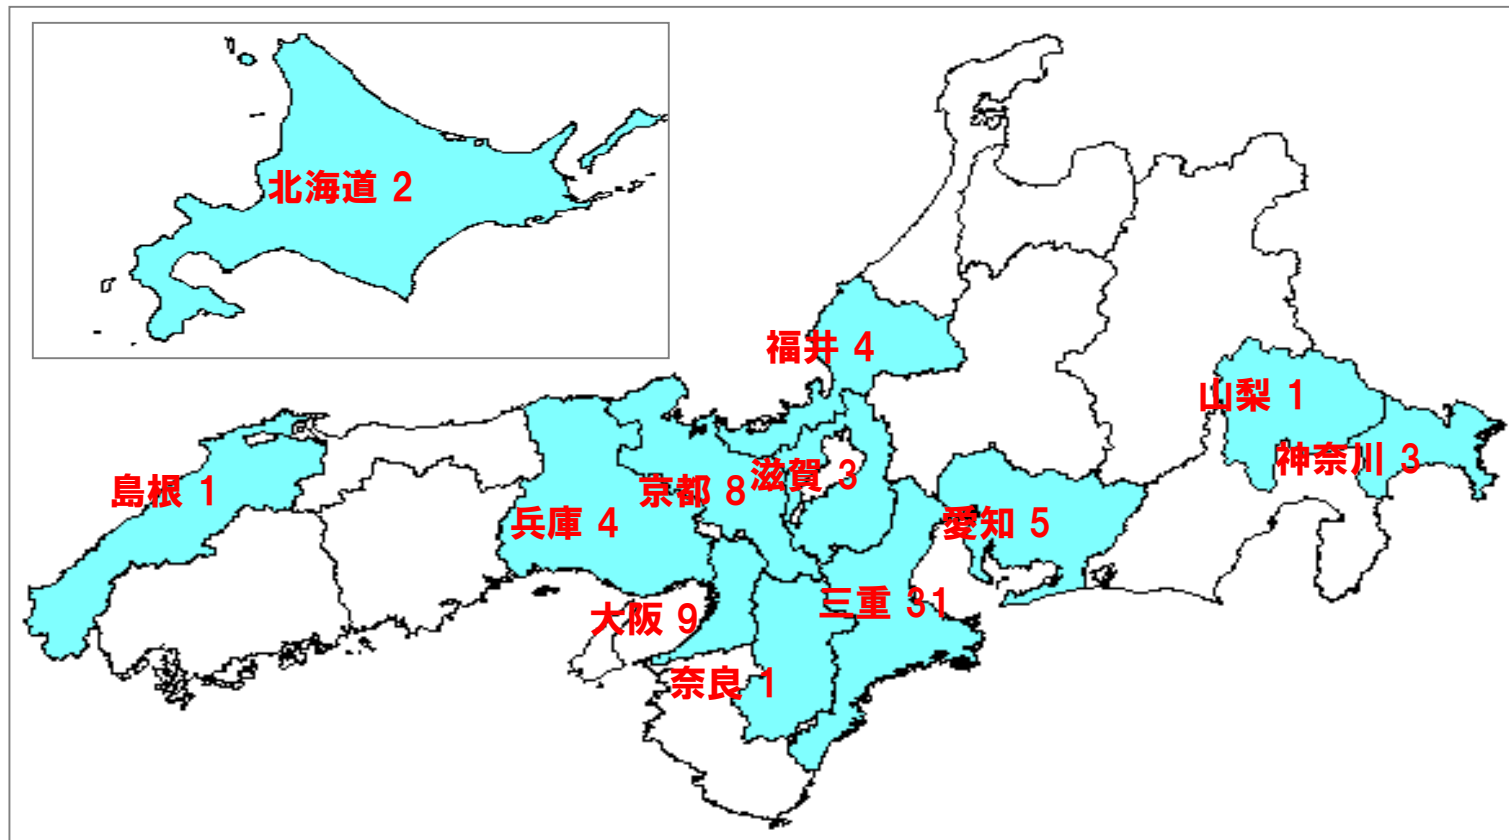 北海道 2
福井 4
山梨 1
神奈川 3
島根 1
京都 8
滋賀 3
兵庫 4
愛知 5
大阪 9
三重 31
奈良 1